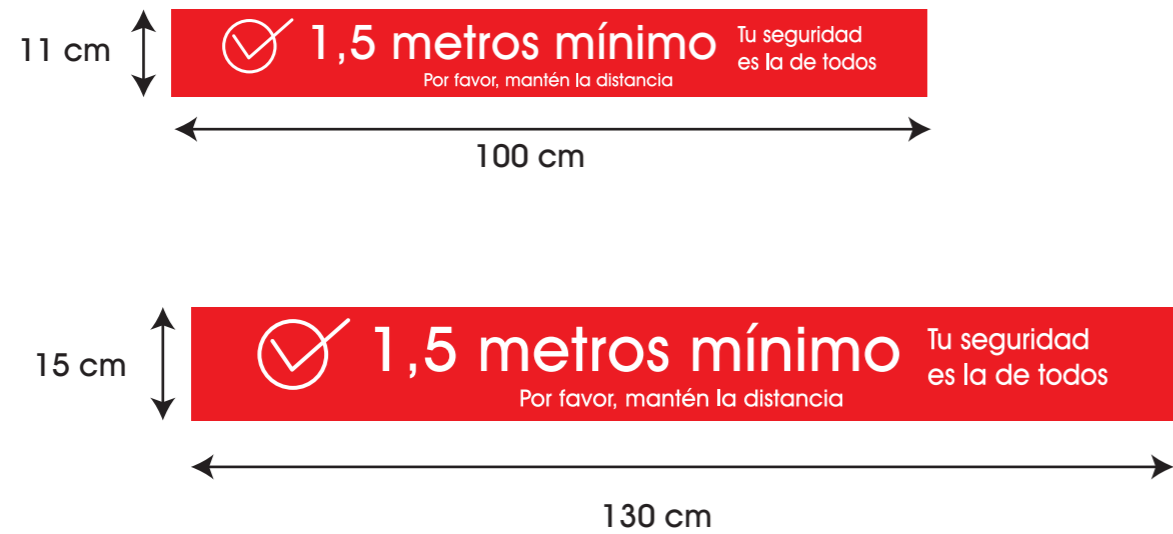 11 cm
1,5 metros mínimo
Por favor, mantén la distancia
Tu seguridad
es la de todos
100 cm
15 cm
1,5 metros mínimo
Por favor, mantén la distancia
Tu seguridad
es la de todos
130 cm